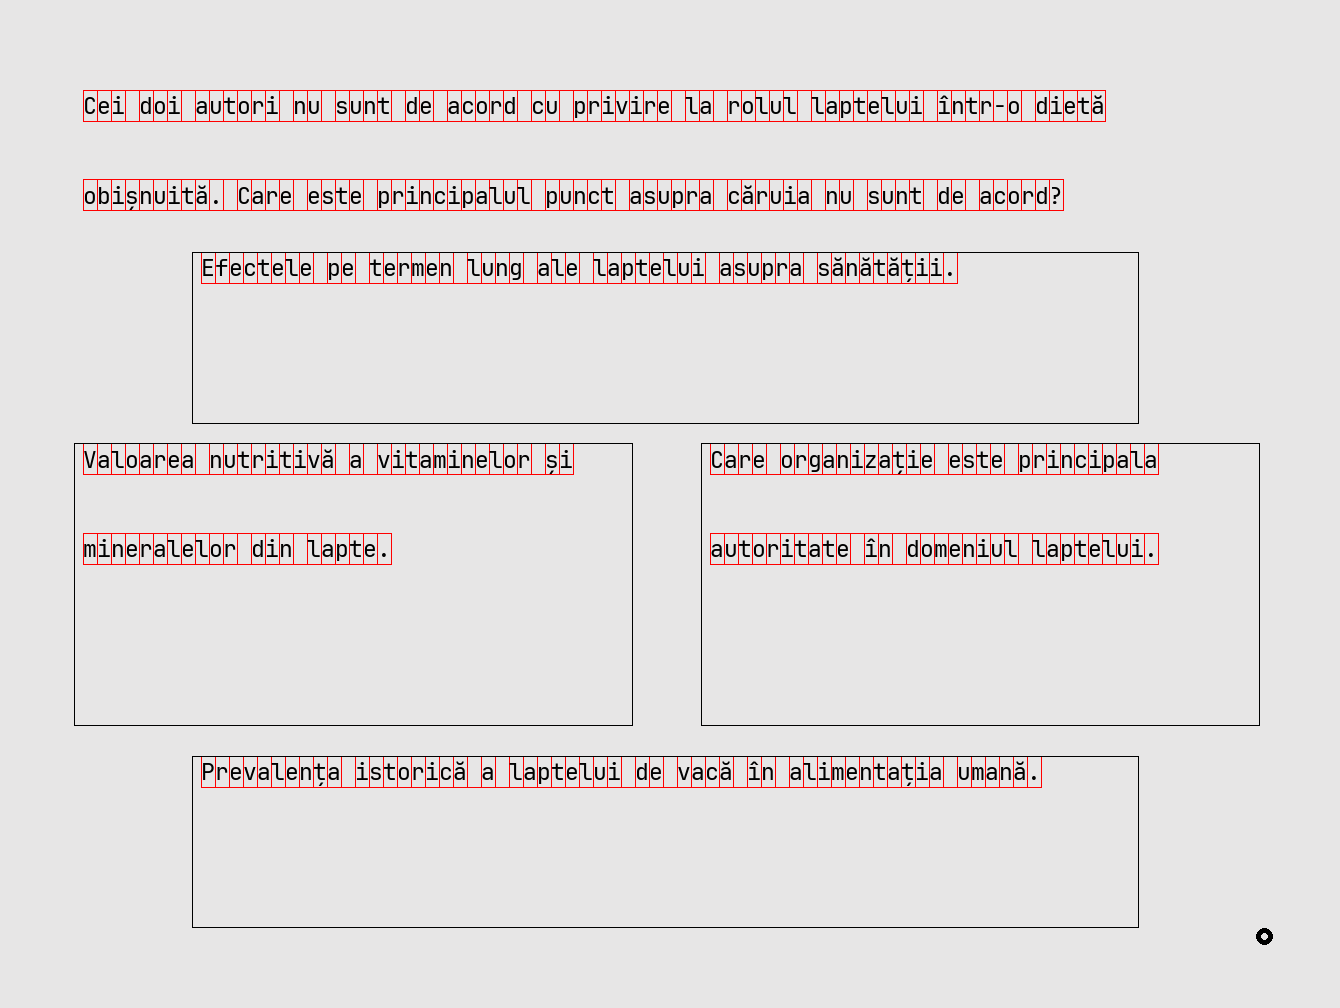 Cei doi autori nu sunt de acord cu privire la rolul laptelui într-o dietă
obișnuită. Care este principalul punct asupra căruia nu sunt de acord?
Efectele pe termen lung ale laptelui asupra sănătății.
Valoarea nutritivă a vitaminelor și
mineralelor din lapte.
Care organizație este principala
autoritate în domeniul laptelui.
Prevalența istorică a laptelui de vacă în alimentația umană.